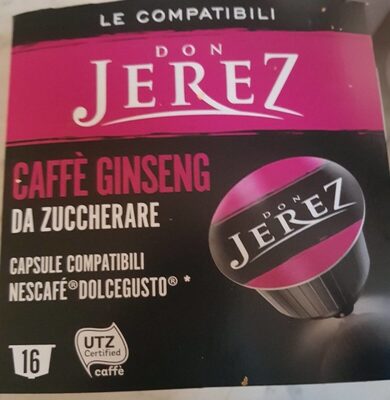 LE COMPATIBILI
DON
JEREZ
CAFFÈ GINSENG
DA ZUCCHERARE
CAPSULE COMPATIBILI
NESCAFÉ®DOLCEGUSTO® *
DON
JEREZ
16
UTZ
Certified
caffè